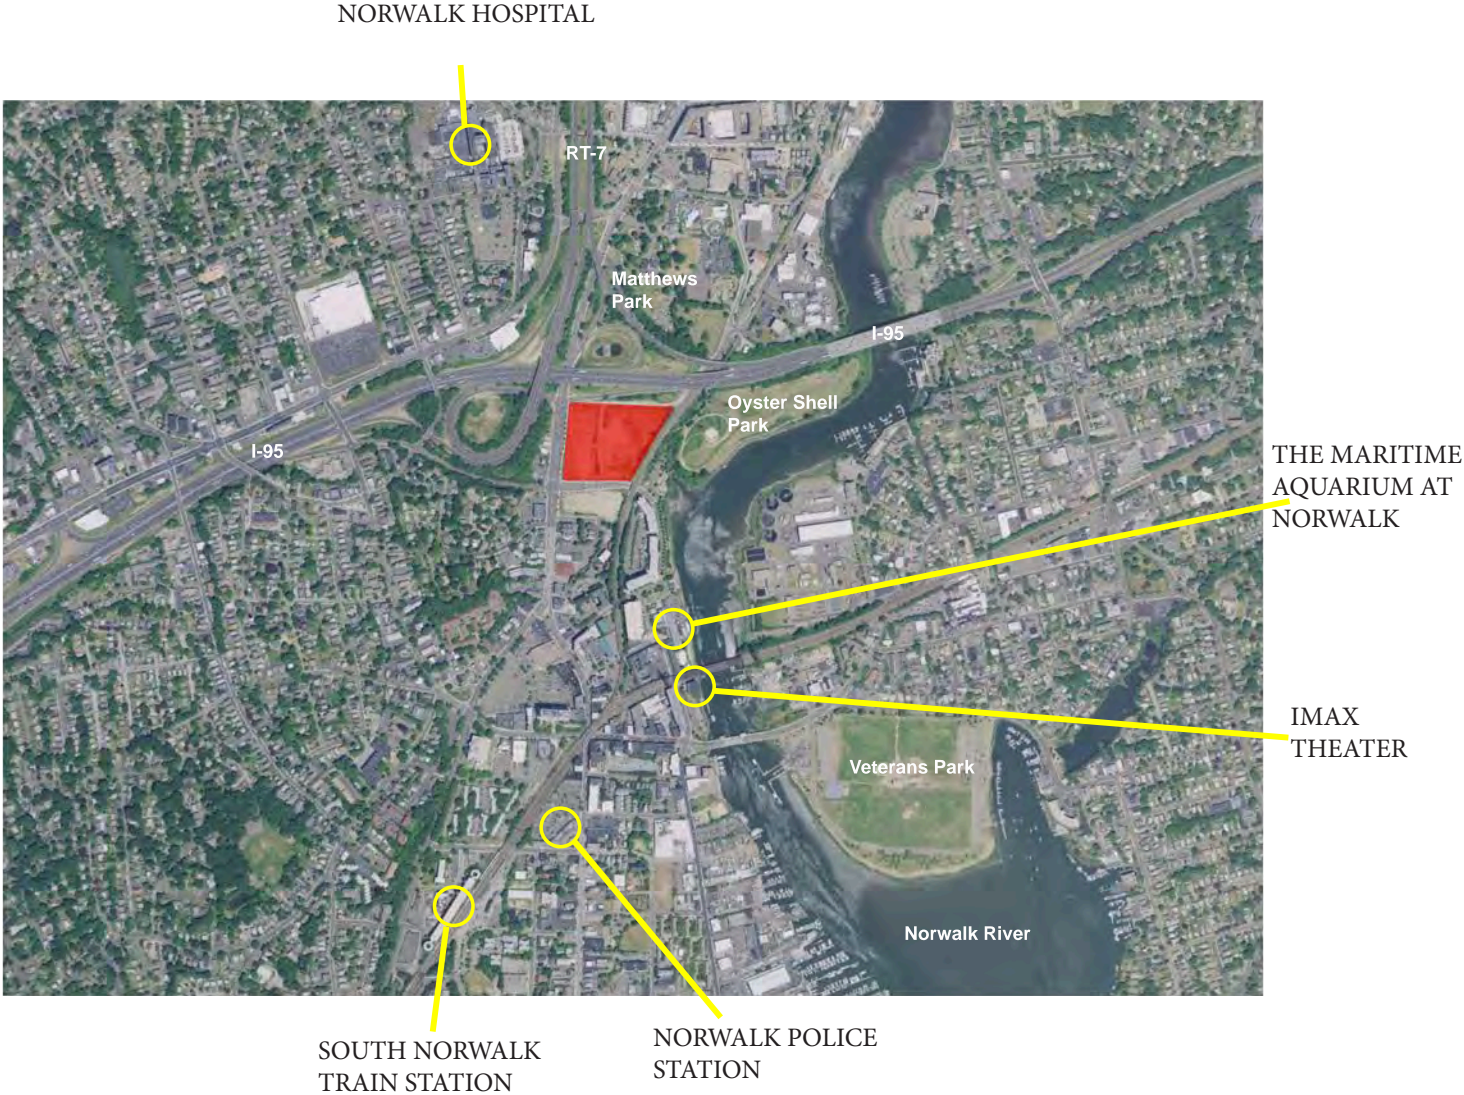 NORWALK HOSPITAL
RT-7
Matthews
Park
I-95
Oyster Shell
Park
I-95
THE MARITIME
AQUARIUM AT
NORWALK
IMAX
THEATER
Veterans Park
Norwalk River
SOUTH NORWALK
TRAIN STATION
NORWALK POLICE
STATION